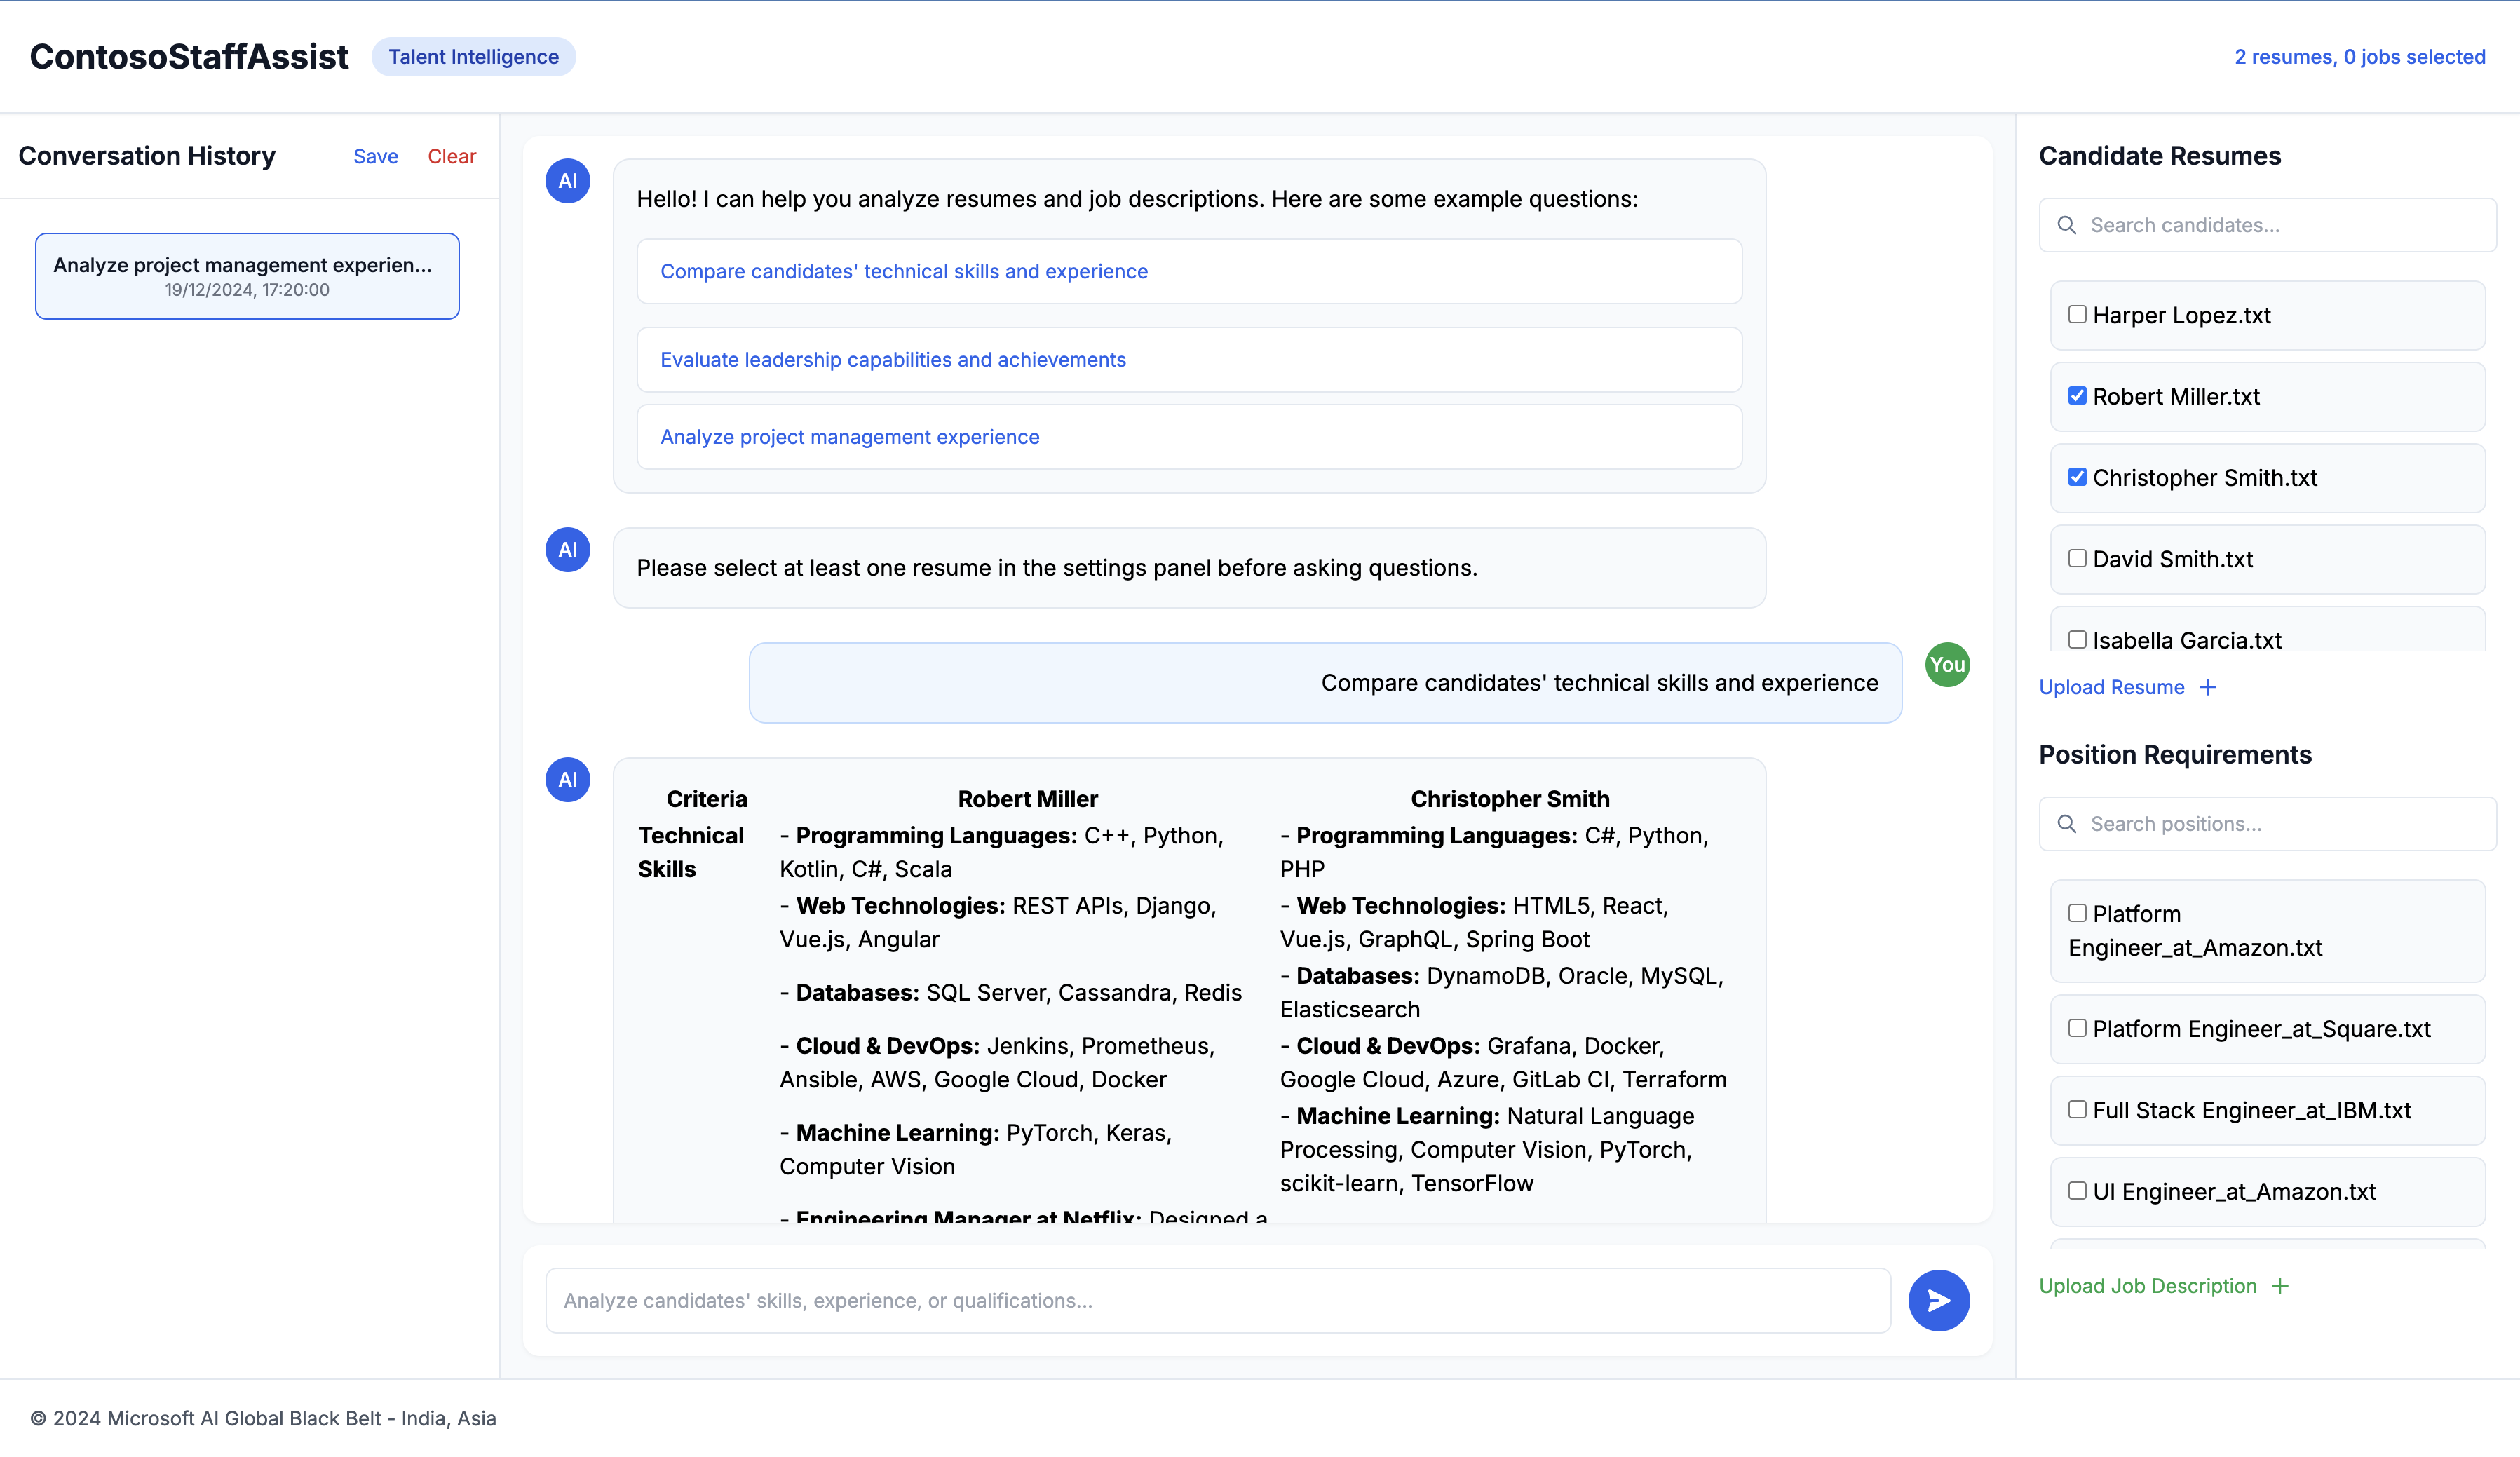 ContosoStaffAssist
Talent Intelligence
2 resumes, 0 jobs selected
Conversation History
Save
Clear
Analyze project management experien...
19/12/2024, 17:20:00
AI
Hello! I can help you analyze resumes and job descriptions. Here are some example questions:
Compare candidates' technical skills and experience
Evaluate leadership capabilities and achievements
Analyze project management experience
AI
Please select at least one resume in the settings panel before asking questions.
Compare candidates' technical skills and experience
You
AI
Criteria
Robert Miller
Christopher Smith
Technical
Skills
- Programming Languages: C++, Python,
Kotlin, C#, Scala
- Web Technologies: REST APIs, Django,
Vue.js, Angular
- Databases: SQL Server, Cassandra, Redis
- Cloud & DevOps: Jenkins, Prometheus,
Ansible, AWS, Google Cloud, Docker
- Machine Learning: PyTorch, Keras,
Computer Vision
- Engineering Manager at Netflix: Designed a
- Programming Languages: C#, Python,
PHP
- Web Technologies: HTML5, React,
Vue.js, GraphQL, Spring Boot
- Databases: DynamoDB, Oracle, MySQL,
Elasticsearch
- Cloud & DevOps: Grafana, Docker,
Google Cloud, Azure, GitLab CI, Terraform
- Machine Learning: Natural Language
Processing, Computer Vision, PyTorch,
scikit-learn, TensorFlow
Analyze candidates' skills, experience, or qualifications...
Candidate Resumes
Search candidates...
Harper Lopez.txt
Robert Miller.txt
Christopher Smith.txt
David Smith.txt
Isabella Garcia.txt
Upload Resume +
Position Requirements
Search positions...
Platform
Engineer_at_Amazon.txt
Platform Engineer_at_Square.txt
Full Stack Engineer_at_IBM.txt
UI Engineer_at_Amazon.txt
Upload Job Description +
© 2024 Microsoft AI Global Black Belt - India, Asia